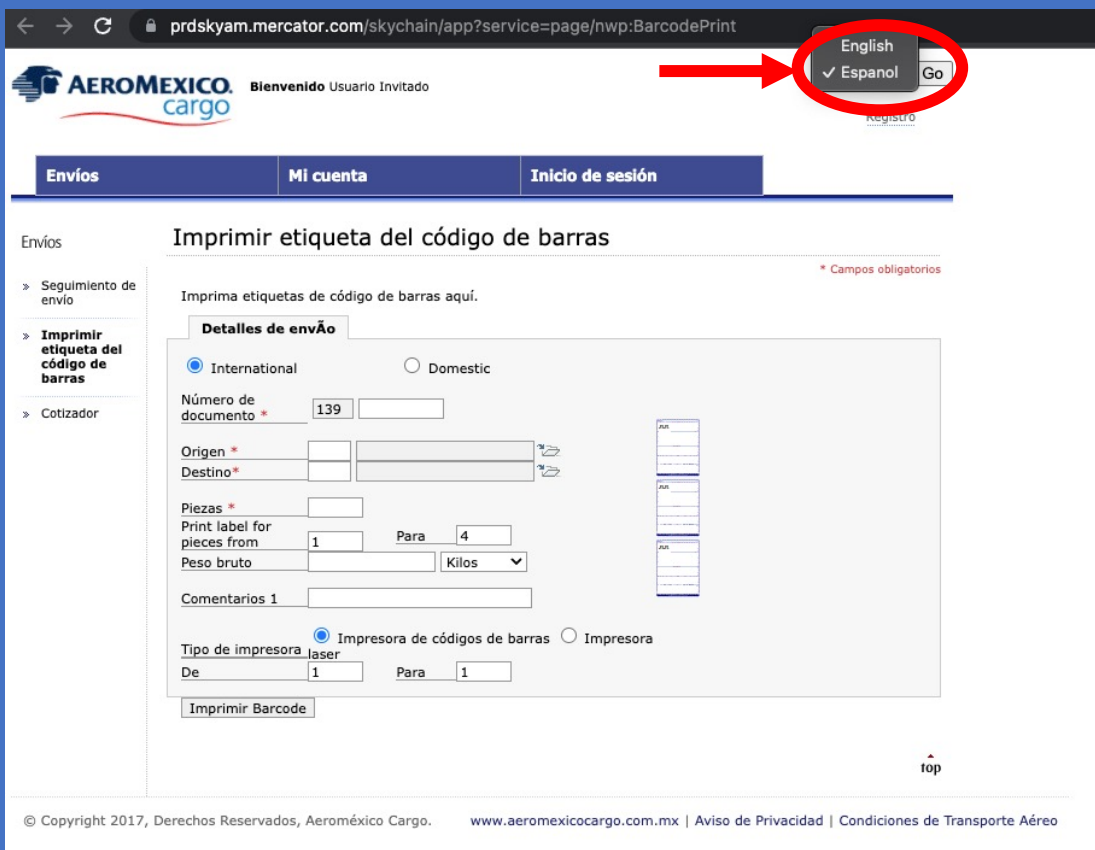 prdskyam.mercator.com/skychain/app?service=page/nwp:BarcodePrint
English
✓ Espanol
Go
AEROMEXICO.
cargo
Bienvenido Usuario Invitado
Registro
Envíos Mi cuenta Inicio de sesión
Envíos
» Seguimiento de
envío
» Imprimir
etiqueta del
código de
barras
» Cotizador
Imprimir etiqueta del código de barras
* Campos obligatorios
Imprima etiquetas de código de barras aquí.
Detalles de envÃo
International Domestic
Número de
documento * 139
Origen *
Destino*
Piezas *
Print label for
pieces from 1 Para 4
Peso bruto Kilos
Comentarios 1
Tipo de impresora Impresora de códigos de barras Impresora
laser
De 1 Para 1
Imprimir Barcode
top
© Copyright 2017, Derechos Reservados, Aeroméxico Cargo. www.aeromexicocargo.com.mx | Aviso de Privacidad | Condiciones de Transporte Aéreo